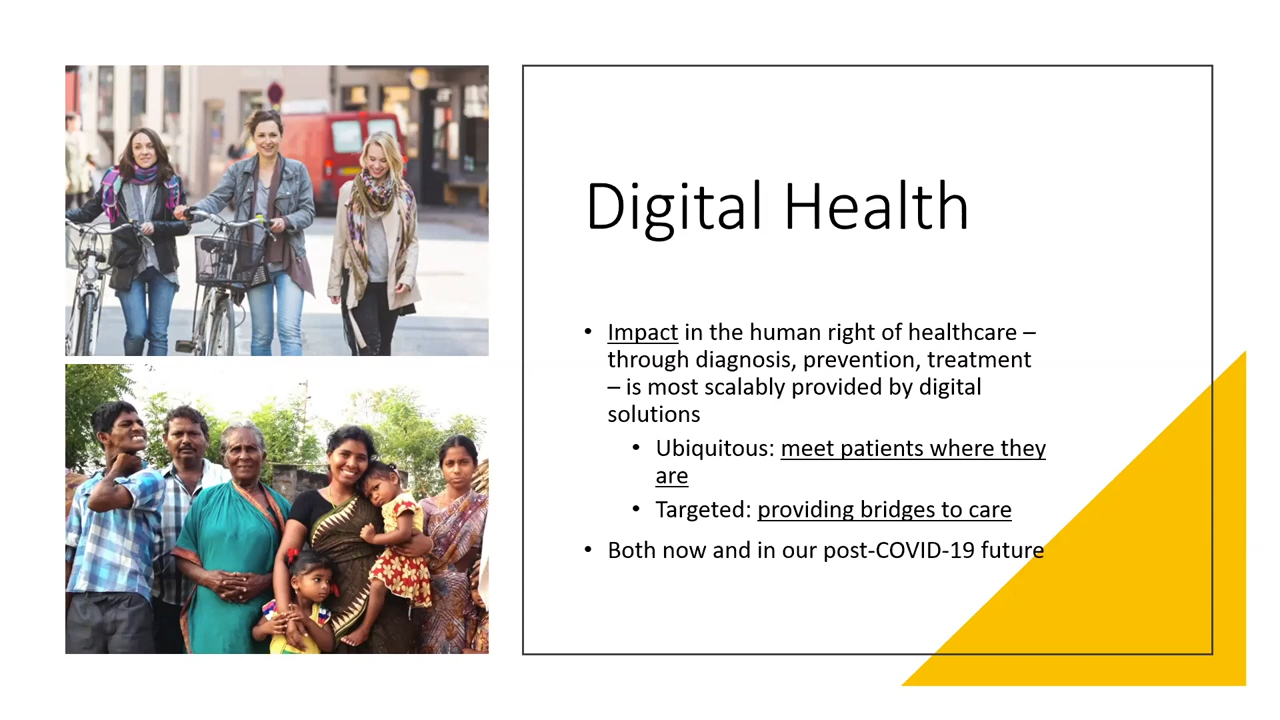 Digital Health
• Impact in the human right of healthcare –
through diagnosis, prevention, treatment
– is most scalably provided by digital
solutions
• Ubiquitous: meet patients where they
are
• Targeted: providing bridges to care
• Both now and in our post-COVID-19 future